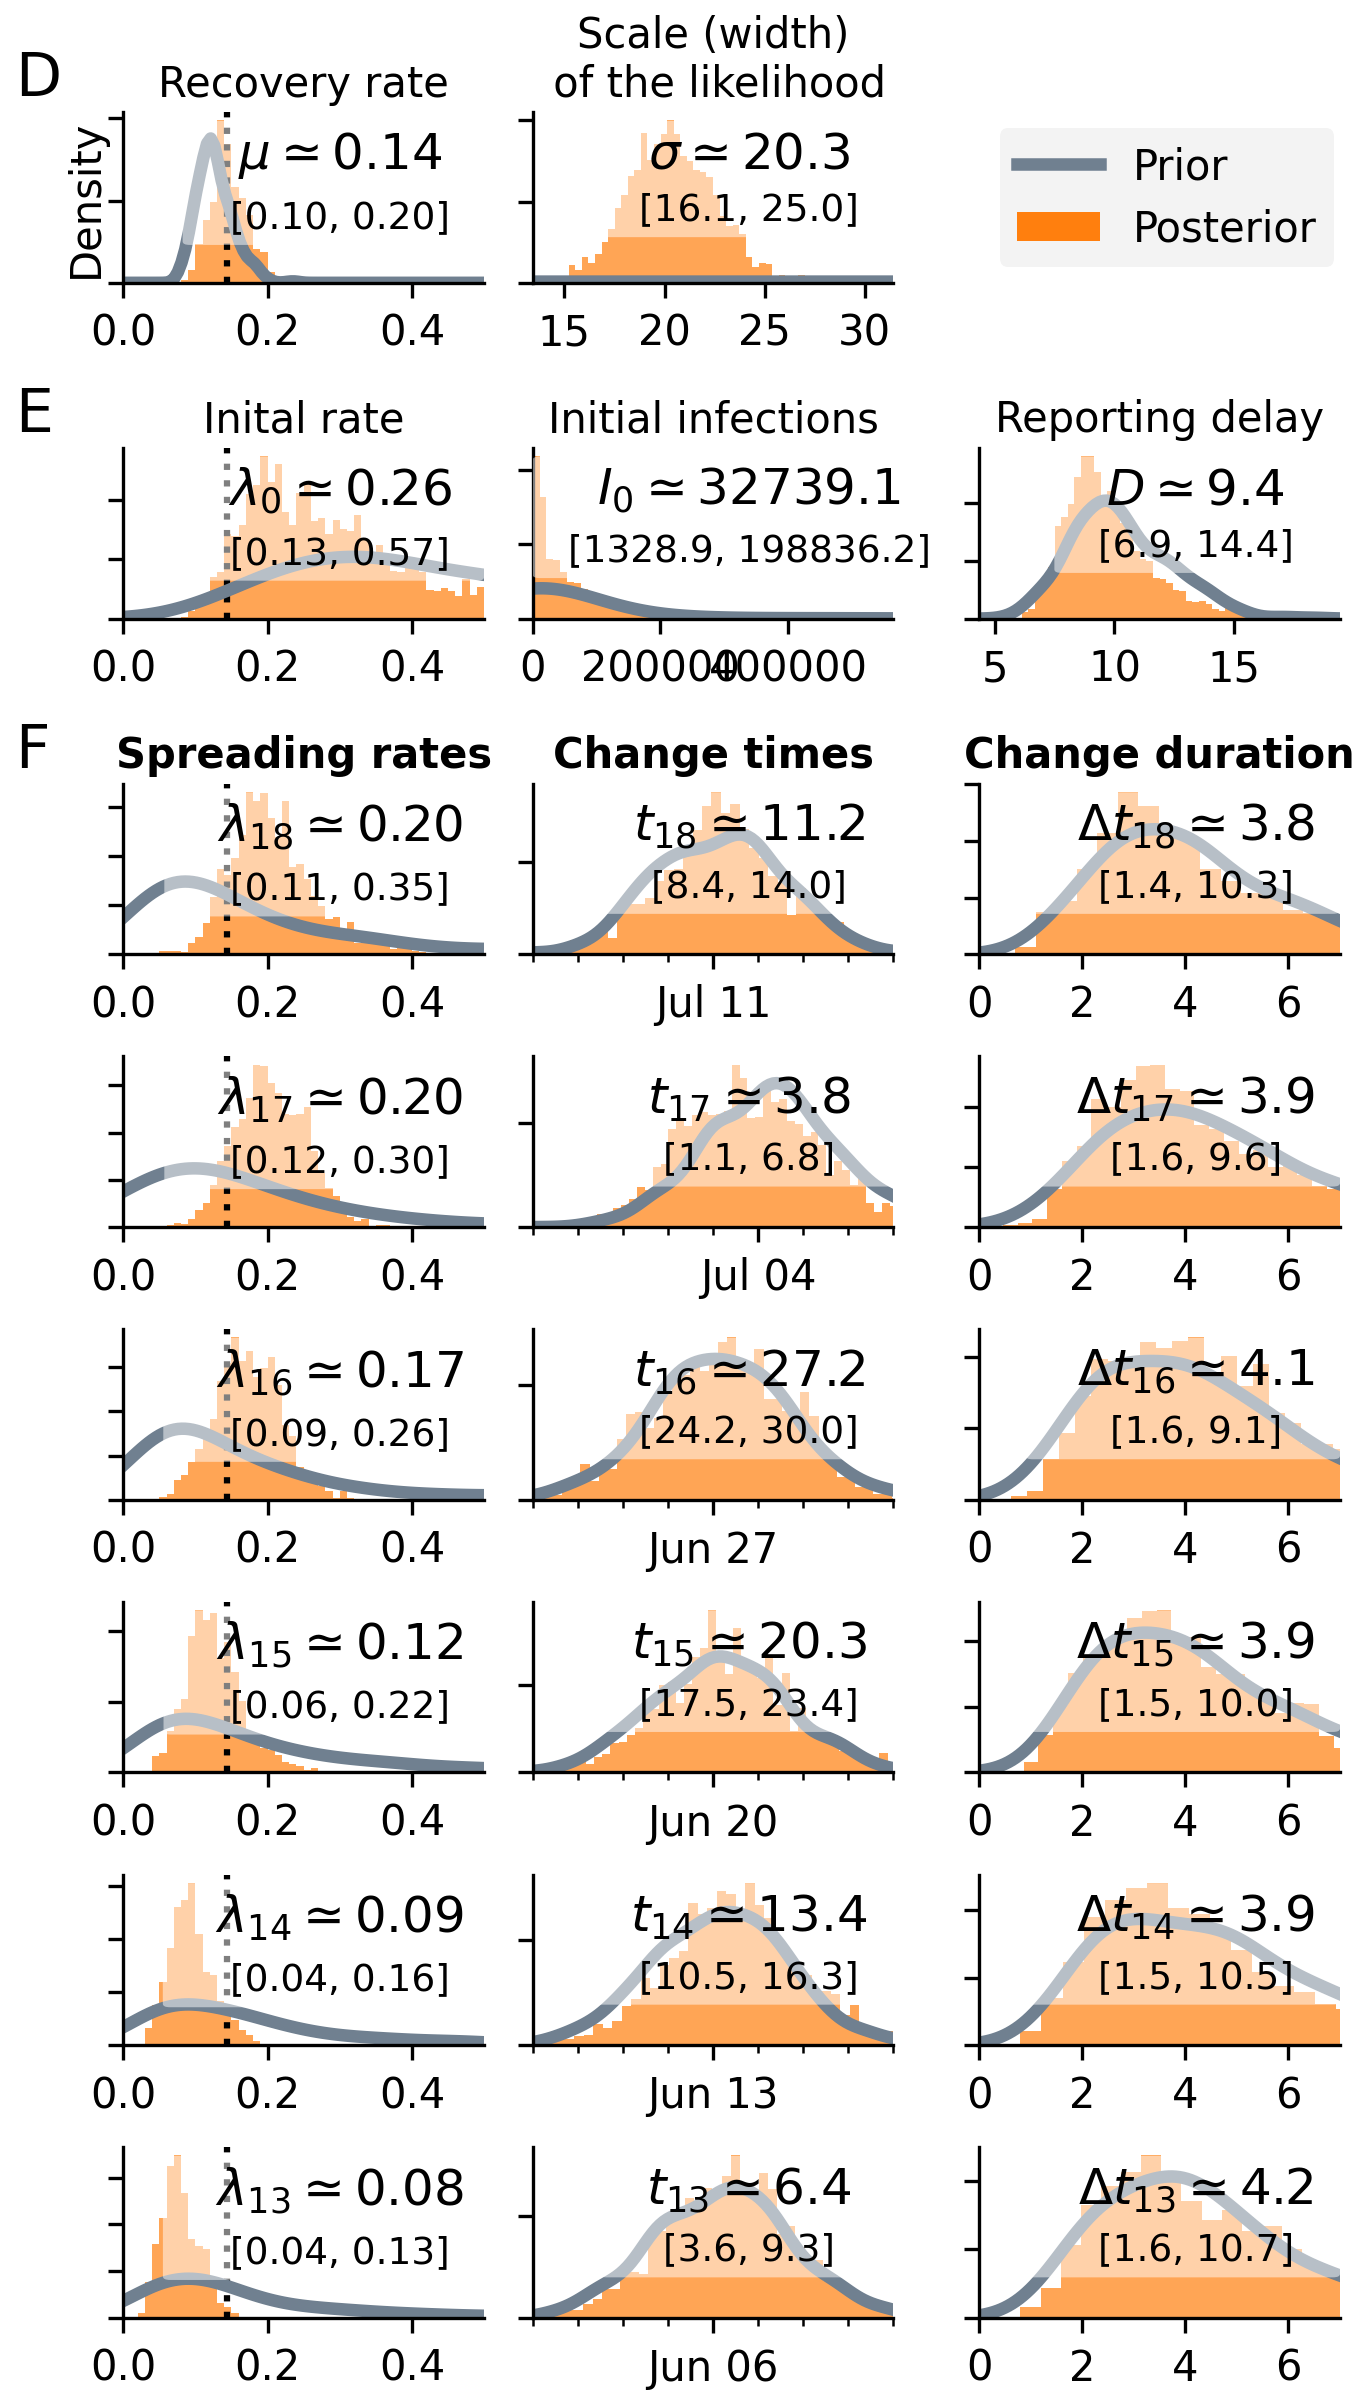 D
Recovery rate
Scale (width)
of the likelihood
Density
μ ≃ 0.14
[0.10, 0.20]
0.0 0.2 0.4
σ ≃ 20.3
[16.1, 25.0]
15 20 25 30
Prior
Posterior
E
Inital rate
λ0 ≃ 0.26
[0.13, 0.57]
0.0 0.2 0.4
Initial infections
I0 ≃ 32739.1
[1328.9, 198836.2]
0 200000 400000
Reporting delay
D ≃ 9.4
[6.9, 14.4]
5 10 15
F
Spreading rates
Change times
Change duration
λ18 ≃ 0.20
[0.11, 0.35]
0.0 0.2 0.4
t18 ≃ 11.2
[8.4, 14.0]
Jul 11
Δt18 ≃ 3.8
[1.4, 10.3]
0 2 4 6
λ17 ≃ 0.20
[0.12, 0.30]
0.0 0.2 0.4
t17 ≃ 3.8
[1.1, 6.8]
Jul 04
Δt17 ≃ 3.9
[1.6, 9.6]
0 2 4 6
λ16 ≃ 0.17
[0.09, 0.26]
0.0 0.2 0.4
t16 ≃ 27.2
[24.2, 30.0]
Jun 27
Δt16 ≃ 4.1
[1.6, 9.1]
0 2 4 6
λ15 ≃ 0.12
[0.06, 0.22]
0.0 0.2 0.4
t15 ≃ 20.3
[17.5, 23.4]
Jun 20
Δt15 ≃ 3.9
[1.5, 10.0]
0 2 4 6
λ14 ≃ 0.09
[0.04, 0.16]
0.0 0.2 0.4
t14 ≃ 13.4
[10.5, 16.3]
Jun 13
Δt14 ≃ 3.9
[1.5, 10.5]
0 2 4 6
λ13 ≃ 0.08
[0.04, 0.13]
0.0 0.2 0.4
t13 ≃ 6.4
[3.6, 9.3]
Jun 06
Δt13 ≃ 4.2
[1.6, 10.7]
0 2 4 6